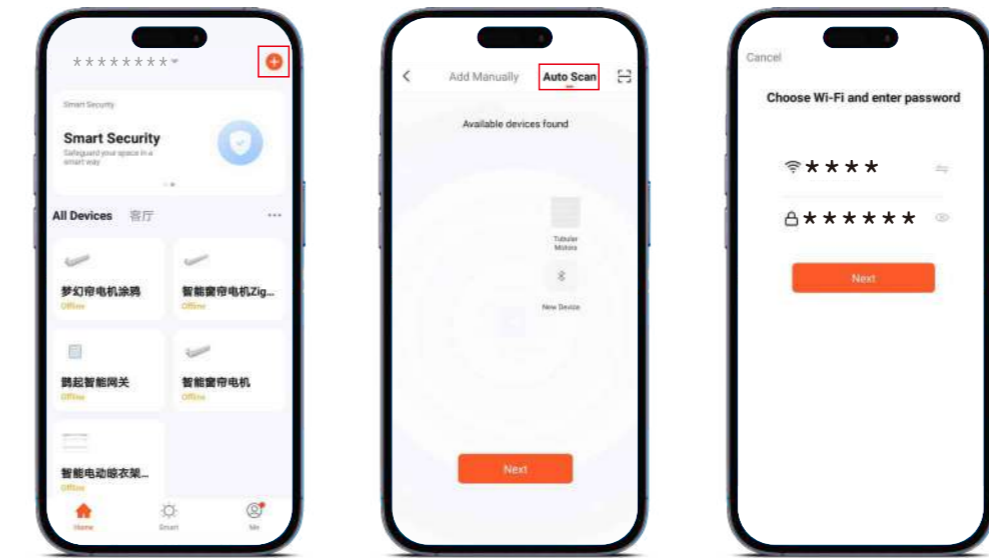 ********
Smart Security
Smart Security
Safeguard your space in a
smart way
All Devices 客厅
梦幻帘电机涂鸦
Offline
智能窗帘电机Zig...
Offline
鹊起智能网关
Offline
智能窗帘电机
Offline
智能电动晾衣架...
Offline
Home
Smart
Me
Add Manually Auto Scan
Available devices found
Tubular
Motors
New Device
Next
Cancel
Choose Wi-Fi and enter password
****
******
Next